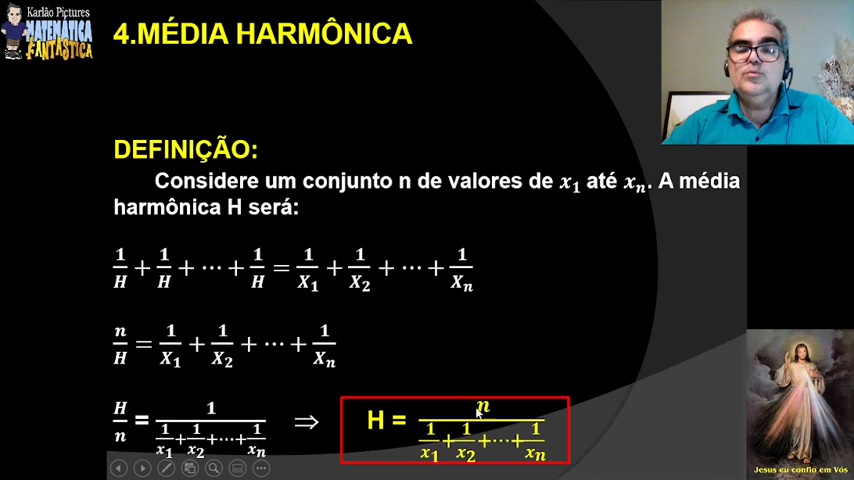 Karlão Pictures
MATEMÁTICA
FANTÁSTICA
4.MÉDIA HARMÔNICA
DEFINIÇÃO:
Considere um conjunto n de valores de x₁ até xₙ. A média
harmônica H será:
1/H + 1/H + ⋯ + 1/H = 1/X₁ + 1/X₂ + ⋯ + 1/Xₙ
n/H = 1/X₁ + 1/X₂ + ⋯ + 1/Xₙ
H/n = 1/(1/x₁ + 1/x₂ + ⋯ + 1/xₙ) ⇒ H = n/(1/x₁ + 1/x₂ + ⋯ + 1/xₙ)
Jesus eu confio em Vós